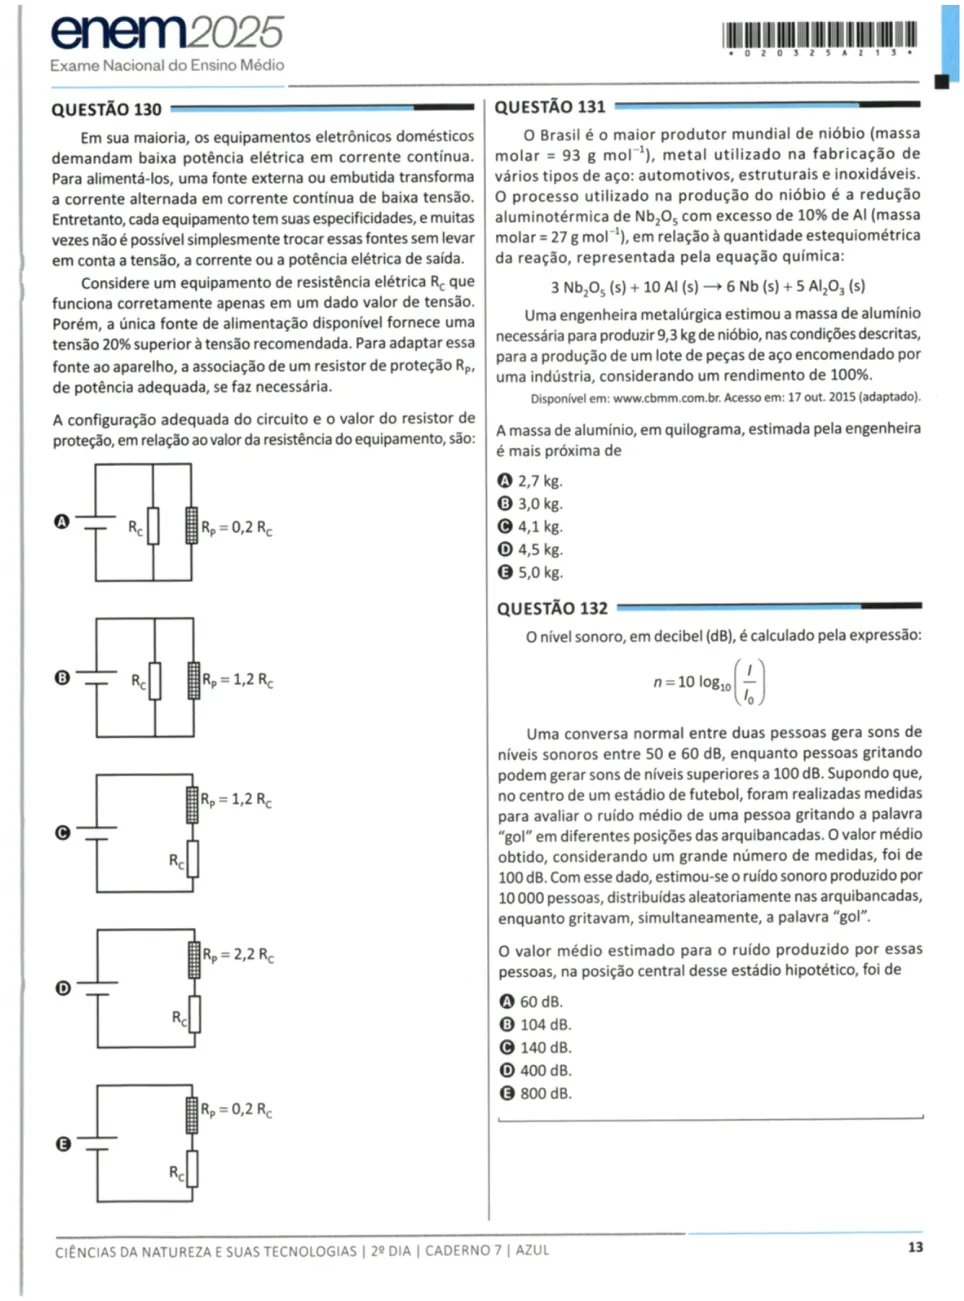 enem2025
Exame Nacional do Ensino Médio
*020325AZ13*
QUESTÃO 130
Em sua maioria, os equipamentos eletrônicos domésticos
demandam baixa potência elétrica em corrente contínua.
Para alimentá-los, uma fonte externa ou embutida transforma
a corrente alternada em corrente contínua de baixa tensão.
Entretanto, cada equipamento tem suas especificidades, e muitas
vezes não é possível simplesmente trocar essas fontes sem levar
em conta a tensão, a corrente ou a potência elétrica de saída.
Considere um equipamento de resistência elétrica R_C que
funciona corretamente apenas em um dado valor de tensão.
Porém, a única fonte de alimentação disponível fornece uma
tensão 20% superior à tensão recomendada. Para adaptar essa
fonte ao aparelho, a associação de um resistor de proteção R_P,
de potência adequada, se faz necessária.
A configuração adequada do circuito e o valor do resistor de
proteção, em relação ao valor da resistência do equipamento, são:
A R_C R_P = 0,2 R_C
B R_C R_P = 1,2 R_C
C R_P = 1,2 R_C
R_C
D R_P = 2,2 R_C
R_C
E R_P = 0,2 R_C
R_C
QUESTÃO 131
O Brasil é o maior produtor mundial de nióbio (massa
molar = 93 g mol⁻¹), metal utilizado na fabricação de
vários tipos de aço: automotivos, estruturais e inoxidáveis.
O processo utilizado na produção do nióbio é a redução
aluminotérmica de Nb₂O₅ com excesso de 10% de Al (massa
molar = 27 g mol⁻¹), em relação à quantidade estequiométrica
da reação, representada pela equação química:
3 Nb₂O₅ (s) + 10 Al (s) → 6 Nb (s) + 5 Al₂O₃ (s)
Uma engenheira metalúrgica estimou a massa de alumínio
necessária para produzir 9,3 kg de nióbio, nas condições descritas,
para a produção de um lote de peças de aço encomendado por
uma indústria, considerando um rendimento de 100%.
Disponível em: www.cbmm.com.br. Acesso em: 17 out. 2015 (adaptado).
A massa de alumínio, em quilograma, estimada pela engenheira
é mais próxima de
A 2,7 kg.
B 3,0 kg.
C 4,1 kg.
D 4,5 kg.
E 5,0 kg.
QUESTÃO 132
O nível sonoro, em decibel (dB), é calculado pela expressão:
n = 10 log₁₀ (I / I₀)
Uma conversa normal entre duas pessoas gera sons de
níveis sonoros entre 50 e 60 dB, enquanto pessoas gritando
podem gerar sons de níveis superiores a 100 dB. Supondo que,
no centro de um estádio de futebol, foram realizadas medidas
para avaliar o ruído médio de uma pessoa gritando a palavra
"gol" em diferentes posições das arquibancadas. O valor médio
obtido, considerando um grande número de medidas, foi de
100 dB. Com esse dado, estimou-se o ruído sonoro produzido por
10 000 pessoas, distribuídas aleatoriamente nas arquibancadas,
enquanto gritavam, simultaneamente, a palavra "gol".
O valor médio estimado para o ruído produzido por essas
pessoas, na posição central desse estádio hipotético, foi de
A 60 dB.
B 104 dB.
C 140 dB.
D 400 dB.
E 800 dB.
CIÊNCIAS DA NATUREZA E SUAS TECNOLOGIAS | 2º DIA | CADERNO 7 | AZUL
13